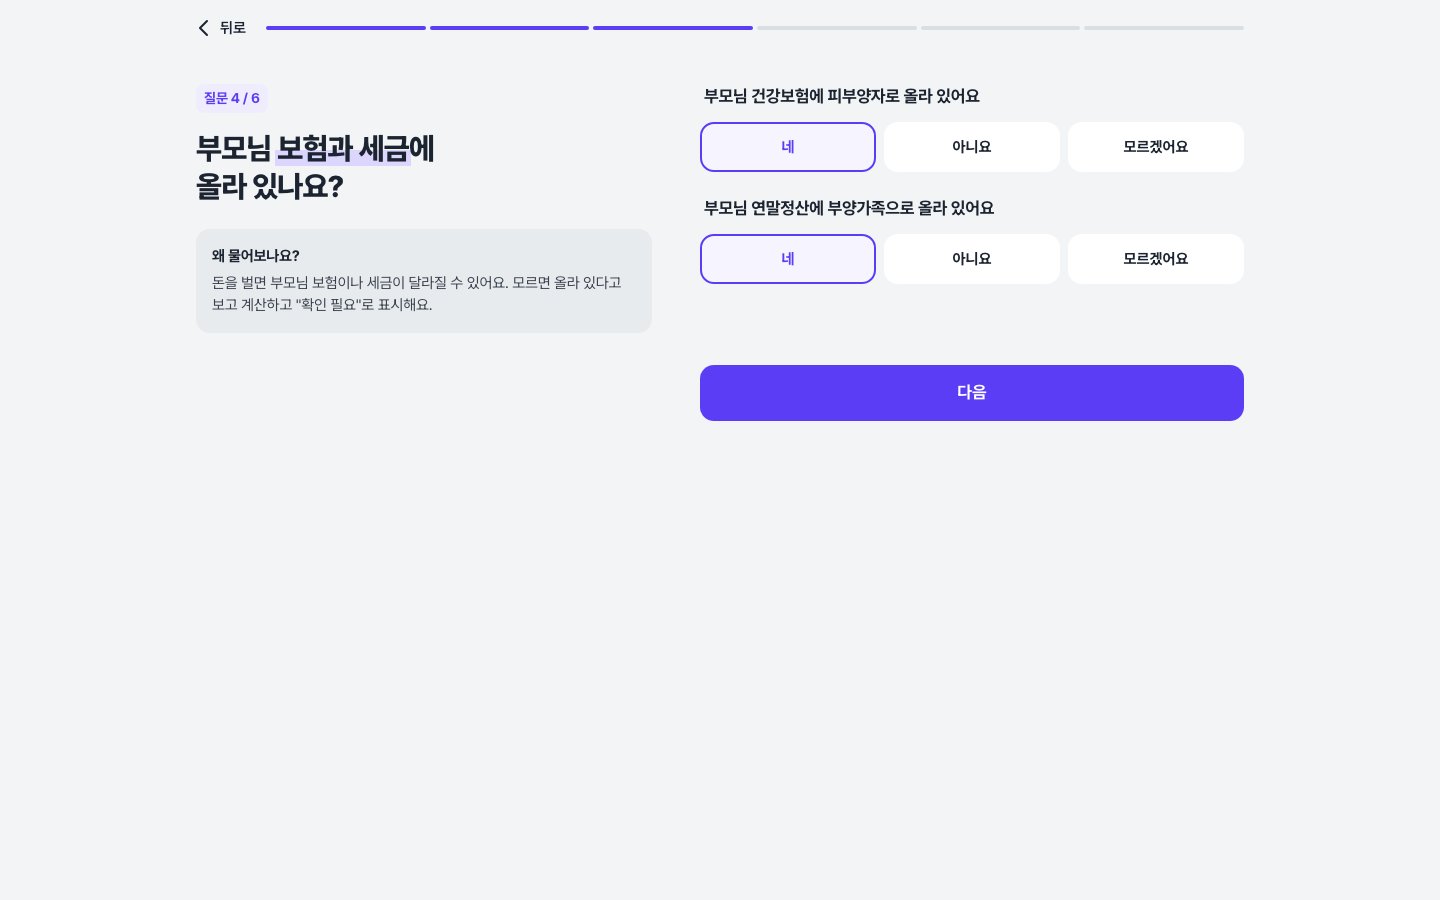 뒤로
질문 4 / 6
부모님 보험과 세금에
올라 있나요?
왜 물어보나요?
돈을 벌면 부모님 보험이나 세금이 달라질 수 있어요. 모르면 올라 있다고
보고 계산하고 "확인 필요"로 표시해요.
부모님 건강보험에 피부양자로 올라 있어요
네
아니요
모르겠어요
부모님 연말정산에 부양가족으로 올라 있어요
네
아니요
모르겠어요
다음